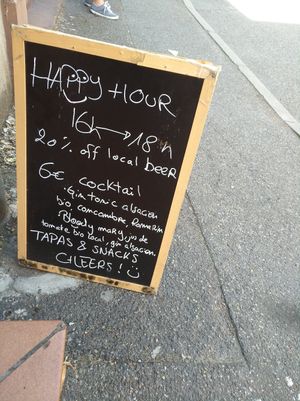 HAPPY HOUR
16h → 18h
20% off local beer
6€ cocktail
. Gin tonic alsacien
bio, concombre, Romarin
. Bloody mary, jus de
tomate bio local, gin alsacien.
TAPAS & SNACKS
CHEERS! :)